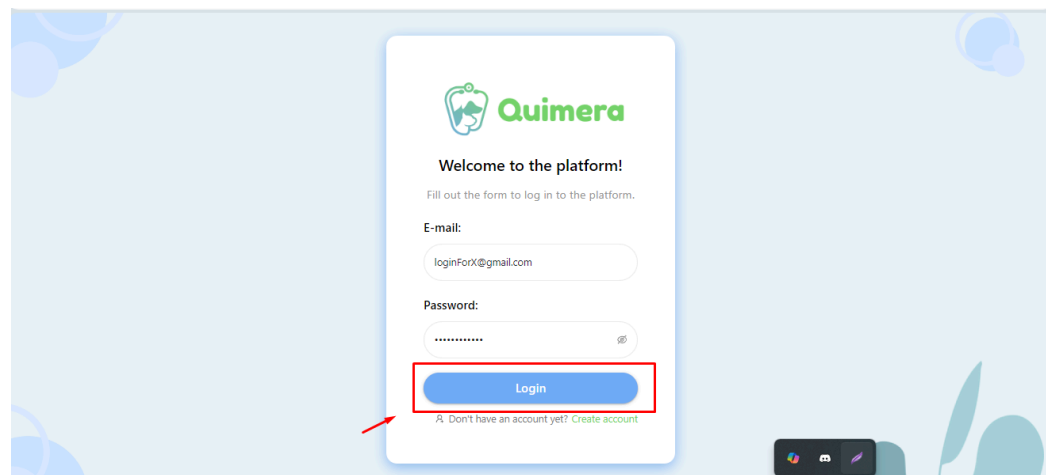 Quimera
Welcome to the platform!
Fill out the form to log in to the platform.
E-mail:
loginForX@gmail.com
Password:
••••••••••••
Login
Don't have an account yet? Create account